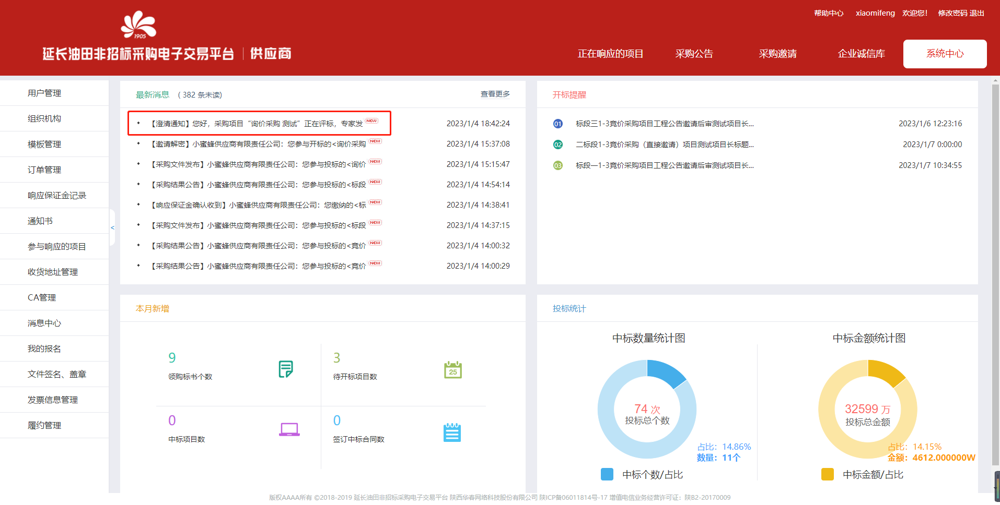 帮助中心 xiaomifeng 欢迎您! 修改密码 退出
1905
延长油田非招标采购电子交易平台 | 供应商
正在响应的项目 采购公告 采购邀请 企业诚信库 系统中心
用户管理
组织机构
模板管理
订单管理
响应保证金记录
通知书
参与响应的项目
收货地址管理
CA管理
消息中心
我的报名
文件签名、盖章
发票信息管理
履约管理
<
最新消息 ( 382 条未读) 查看更多
【澄清通知】您好，采购项目“询价采购 测试”正在评标，专家发 NEW 2023/1/4 18:42:24
【邀请解密】小蜜蜂供应商有限责任公司：您参与开标的<询价采购 NEW 2023/1/4 15:37:08
【采购文件发布】小蜜蜂供应商有限责任公司：您参与投标的<询价 NEW 2023/1/4 15:15:47
【采购结果公告】小蜜蜂供应商有限责任公司：您参与投标的<标段 NEW 2023/1/4 14:54:14
【响应保证金确认收到】小蜜蜂供应商有限责任公司：您缴纳的<标 NEW 2023/1/4 14:38:41
【采购文件发布】小蜜蜂供应商有限责任公司：您参与投标的<标段 NEW 2023/1/4 14:37:15
【采购结果公告】小蜜蜂供应商有限责任公司：您参与投标的<竞价 NEW 2023/1/4 14:00:32
【采购结果公告】小蜜蜂供应商有限责任公司：您参与投标的<竞价 NEW 2023/1/4 14:00:29
开标提醒
01 标段三1-3竞价采购项目工程公告邀请后审测试项目长... 2023/1/6 12:23:16
02 二标段1-3竞价采购（直接邀请）项目测试项目长标题... 2023/1/7 0:00:00
03 标段一1-3竞价采购项目工程公告邀请后审测试项目长... 2023/1/7 10:34:55
本月新增
9
领购标书个数
3
待开标项目数
25
0
中标项目数
0
签订中标合同数
投标统计
中标数量统计图
74 次
投标总个数
占比：14.86%
数量：11个
中标个数/占比
中标金额统计图
32599 万
投标总金额
占比：14.15%
金额：4612.000000W
中标金额/占比
版权AAAA所有 ©2018-2019 延长油田非招标采购电子交易平台 陕西华春网络科技股份有限公司 陕ICP备06011814号-17 增值电信业务经营许可证：陕B2-20170009